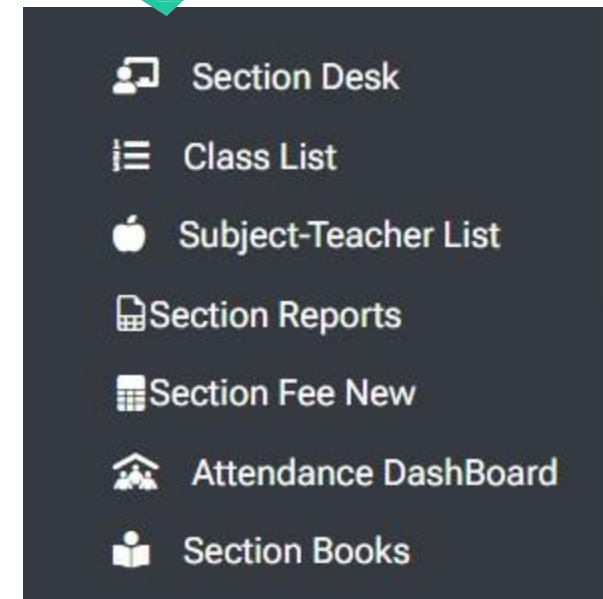 Section Desk
Class List
Subject-Teacher List
Section Reports
Section Fee New
Attendance DashBoard
Section Books